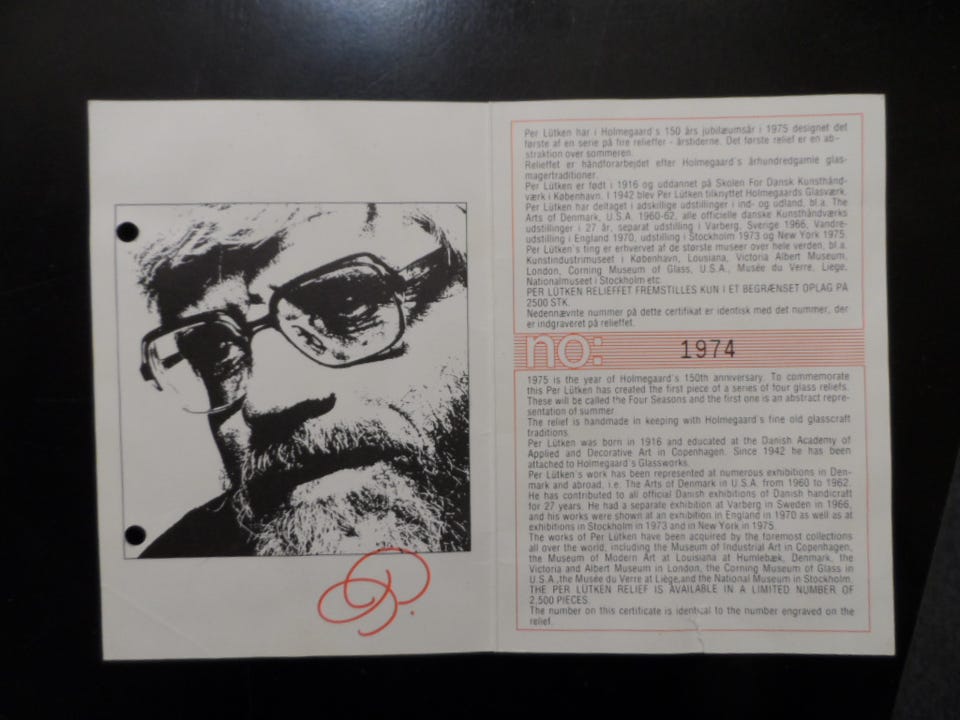 Per Lütken har i Holmegaard's 150 års jubilæumsår i 1975 designet det
første af en serie på fire relieffer - årstiderne. Det første relief er en ab-
straktion over sommeren.
Relieffet er håndforarbejdet efter Holmegaard's århundredgamle glas-
magertraditioner.
Per Lütken er født i 1916 og uddannet på Skolen For Dansk Kunsthånd-
værk i København. I 1942 blev Per Lütken tilknyttet Holmegaards Glasværk.
Per Lütken har deltaget i adskillige udstillinger i ind- og udland, bl.a. The
Arts of Denmark, U.S.A. 1960-62, alle officielle danske Kunsthåndværks
udstillinger i 27 år, separat udstilling i Varberg, Sverige 1966, Vandre-
udstilling i England 1970, udstilling i Stockholm 1973 og New York 1975.
Per Lütken's ting er erhvervet af de største museer over hele verden, bl.a.
Kunstindustrimuseet i København, Lousiana, Victoria Albert Museum,
London, Corning Museum of Glass, U.S.A., Musée du Verre, Liège,
Nationalmuseet i Stockholm etc.
PER LÜTKEN RELIEFFET FREMSTILLES KUN I ET BEGRÆNSET OPLAG PÅ
2500 STK.
Nedennævnte nummer på dette certifikat er identisk med det nummer, der
er indgraveret på relieffet.
no: 1974
1975 is the year of Holmegaard's 150th anniversary. To commemorate
this Per Lütken has created the first piece of a series of four glass reliefs.
These will be called the Four Seasons and the first one is an abstract repre-
sentation of summer.
The relief is handmade in keeping with Holmegaard's fine old glasscraft
traditions.
Per Lütken was born in 1916 and educated at the Danish Academy of
Applied and Decorative Art in Copenhagen. Since 1942 he has been
attached to Holmegaard's Glassworks.
Per Lütken's work has been represented at numerous exhibitions in Den-
mark and abroad, i.e. The Arts of Denmark in U.S.A. from 1960 to 1962.
He has contributed to all official Danish exhibitions of Danish handicraft
for 27 years. He had a separate exhibition at Varberg in Sweden in 1966,
and his works were shown at an exhibition in England in 1970 as well as at
exhibitions in Stockholm in 1973 and in New York in 1975.
The works of Per Lütken have been acquired by the foremost collections
all over the world, including the Museum of Industrial Art in Copenhagen,
the Museum of Modern Art at Louisiana at Humlebæk, Denmark, the
Victoria and Albert Museum in London, the Corning Museum of Glass in
U.S.A.,the Musée du Verre at Liège,and the National Museum in Stockholm.
THE PER LÜTKEN RELIEF IS AVAILABLE IN A LIMITED NUMBER OF
2,500 PIECES.
The number on this certificate is identical to the number engraved on the
relief.